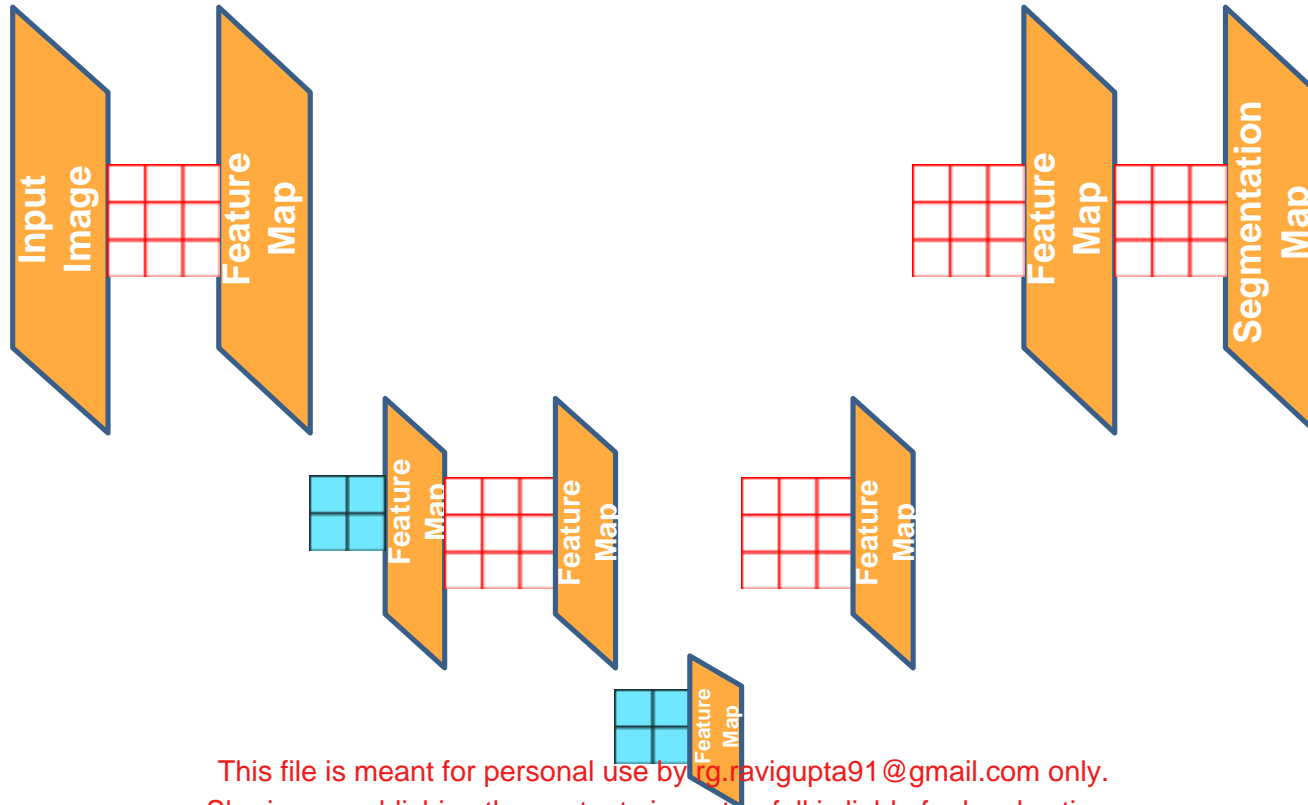 Input
Image
Feature
Map
Feature
Map
Segmentation
Map
Feature
Map
Feature
Map
Feature
Map
Feature
Map
This file is meant for personal use by rg.ravigupta91@gmail.com only.